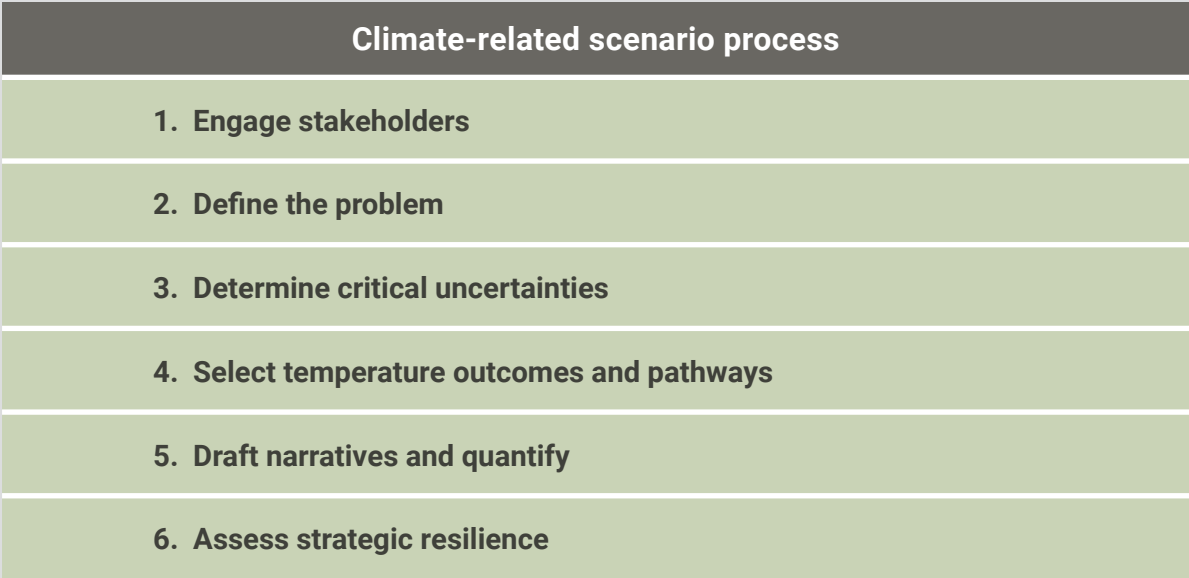 Climate-related scenario process
1. Engage stakeholders
2. Define the problem
3. Determine critical uncertainties
4. Select temperature outcomes and pathways
5. Draft narratives and quantify
6. Assess strategic resilience